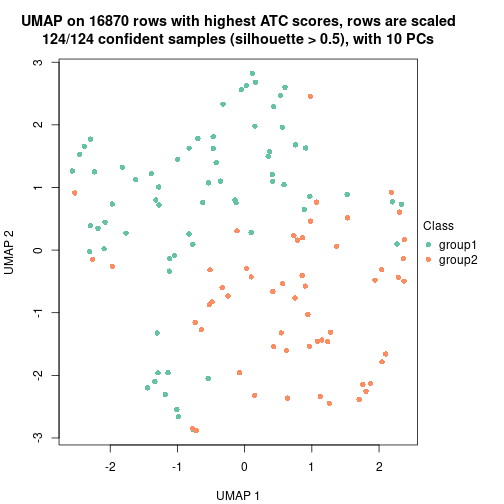 UMAP on 16870 rows with highest ATC scores, rows are scaled
124/124 confident samples (silhouette > 0.5), with 10 PCs
3
2
1
0
-1
-2
-3
UMAP 2
-2
-1
0
1
2
UMAP 1
Class
group1
group2